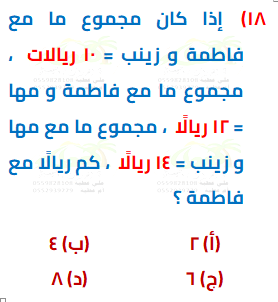 ١٨) إذا كان مجموع ما مع
فاطمة و زينب = ١٠ ريالات ،
مجموع ما مع فاطمة و مها
= ١٢ ريالًا ، مجموع ما مع مها
و زينب = ١٤ ريالًا ، كم ريالًا مع
فاطمة ؟
(أ) ٢ (ب) ٤
(ج) ٦ (د) ٨